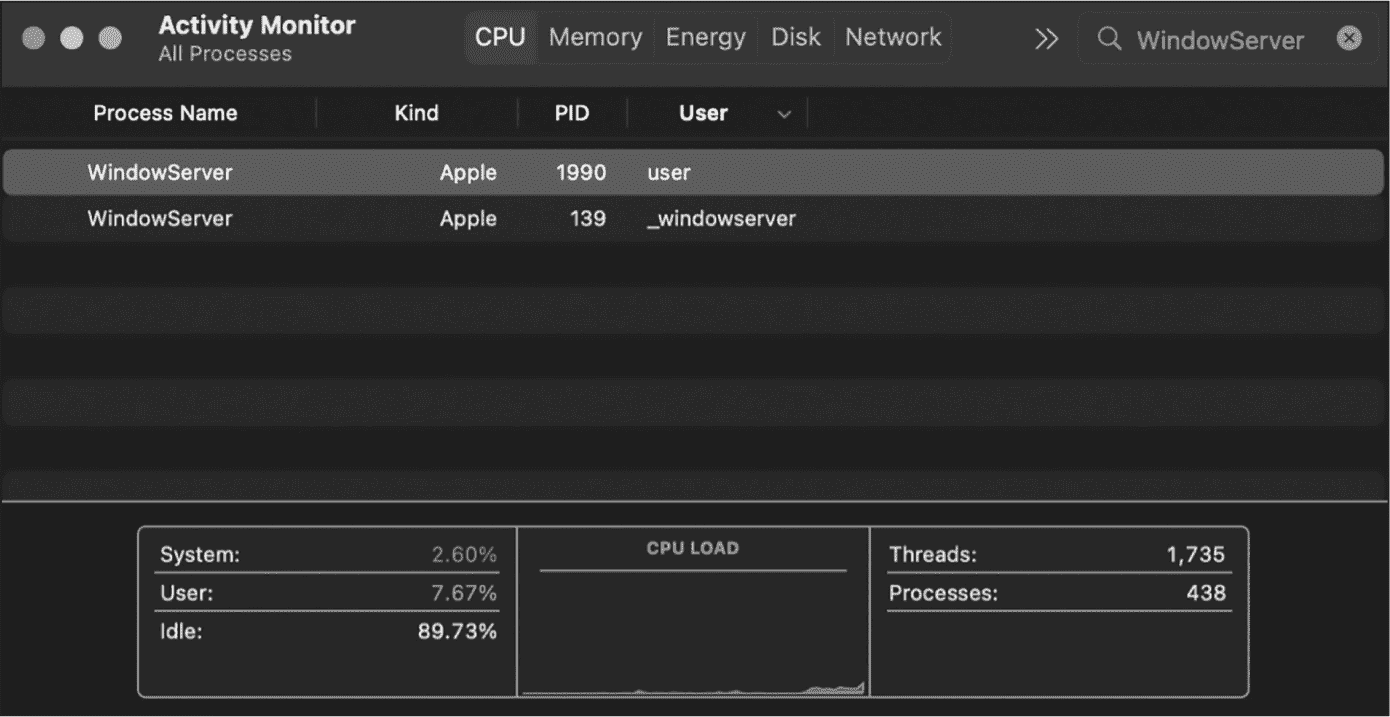 Activity Monitor
All Processes
CPU Memory Energy Disk Network WindowServer
Process Name Kind PID User
WindowServer Apple 1990 user
WindowServer Apple 139 _windowserver
System: 2.60%
User: 7.67%
Idle: 89.73%
CPU LOAD
Threads: 1,735
Processes: 438